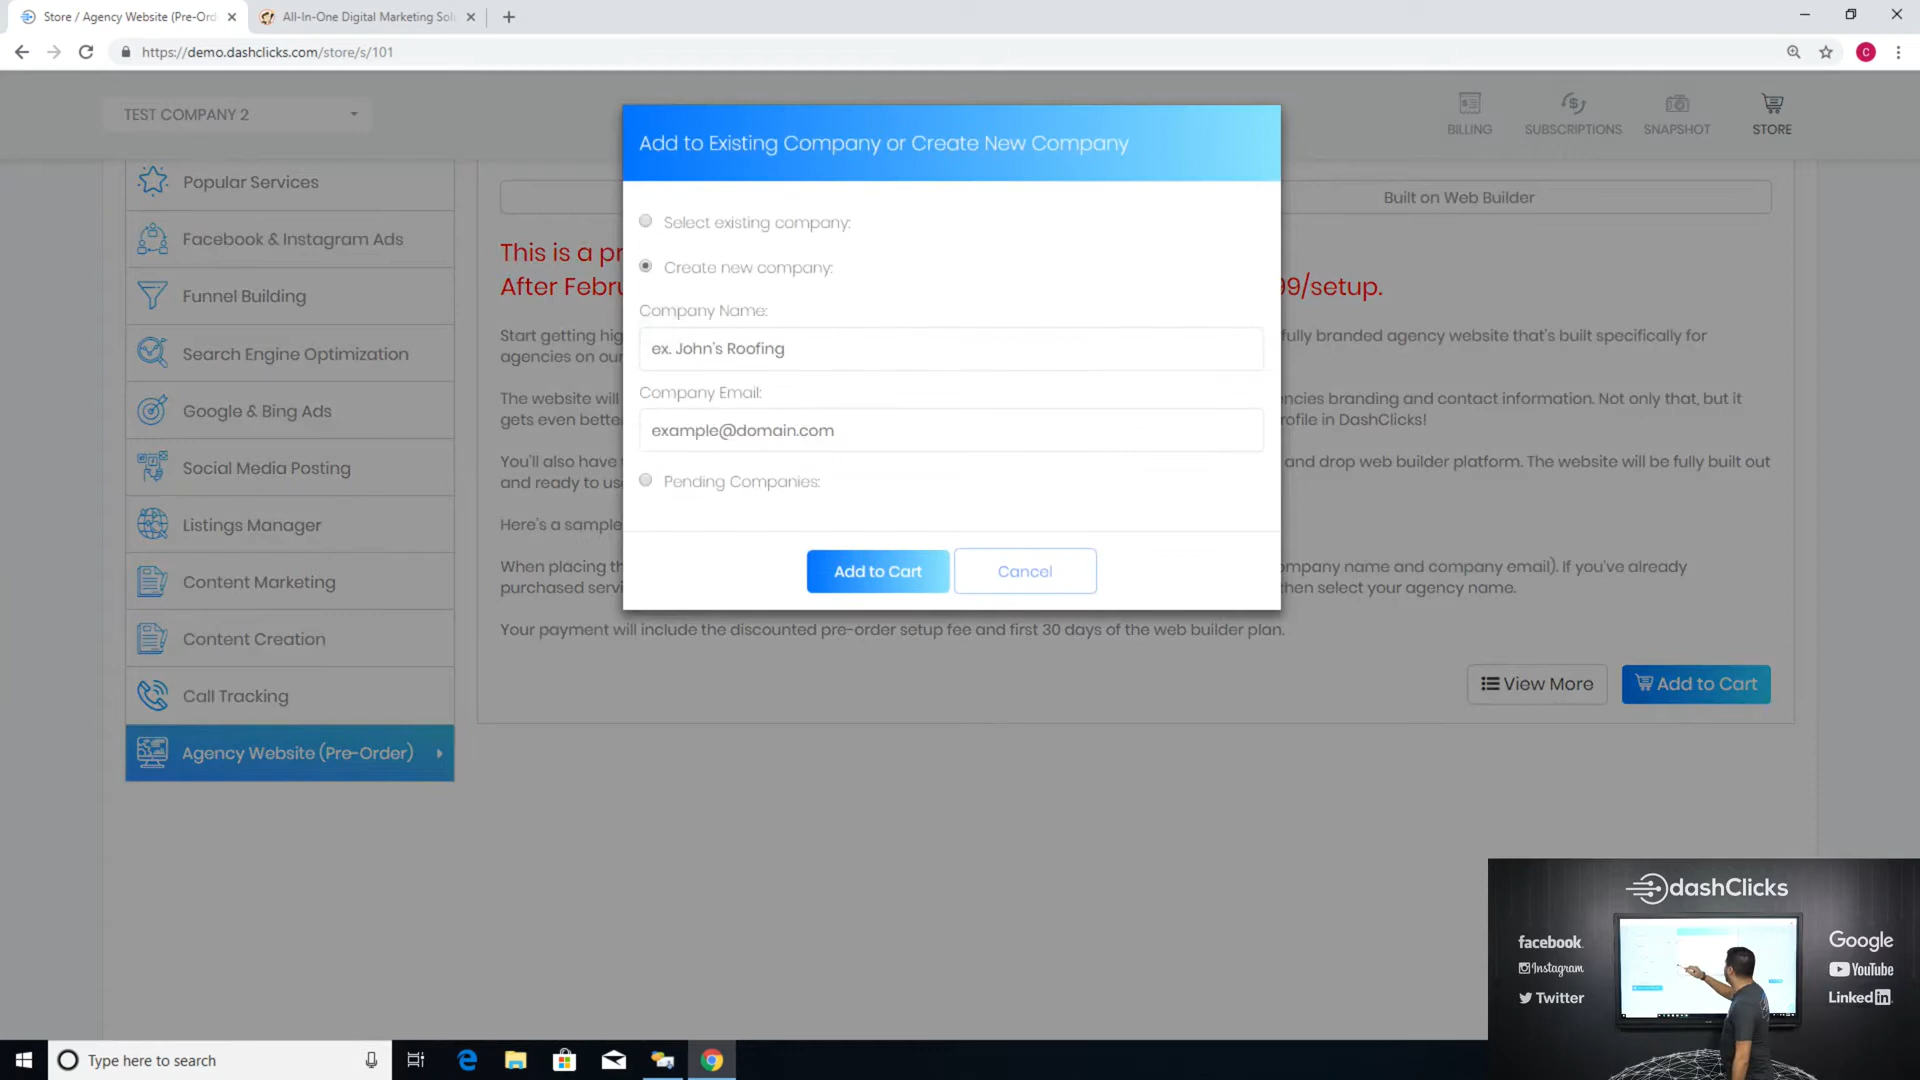 Store / Agency Website (Pre-Ord
All-In-One Digital Marketing Solu
https://demo.dashclicks.com/store/s/101
C
TEST COMPANY 2
BILLING
SUBSCRIPTIONS
SNAPSHOT
STORE
Popular Services
Facebook & Instagram Ads
Funnel Building
Search Engine Optimization
Google & Bing Ads
Social Media Posting
Listings Manager
Content Marketing
Content Creation
Call Tracking
Agency Website (Pre-Order)
Built on Web Builder
This is a pr
After Febru
99/setup.
Start getting hig
fully branded agency website that's built specifically for
agencies on our
The website will
ncies branding and contact information. Not only that, but it
gets even bette
rofile in DashClicks!
You'll also have
and drop web builder platform. The website will be fully built out
and ready to us
Here's a sample
When placing th
ompany name and company email). If you've already
purchased servi
then select your agency name.
Your payment will include the discounted pre-order setup fee and first 30 days of the web builder plan.
View More
Add to Cart
Add to Existing Company or Create New Company
Select existing company:
Create new company:
Company Name:
ex. John's Roofing
Company Email:
example@domain.com
Pending Companies:
Add to Cart
Cancel
dashClicks
facebook
Instagram
Twitter
Google
YouTube
Linked in
Type here to search